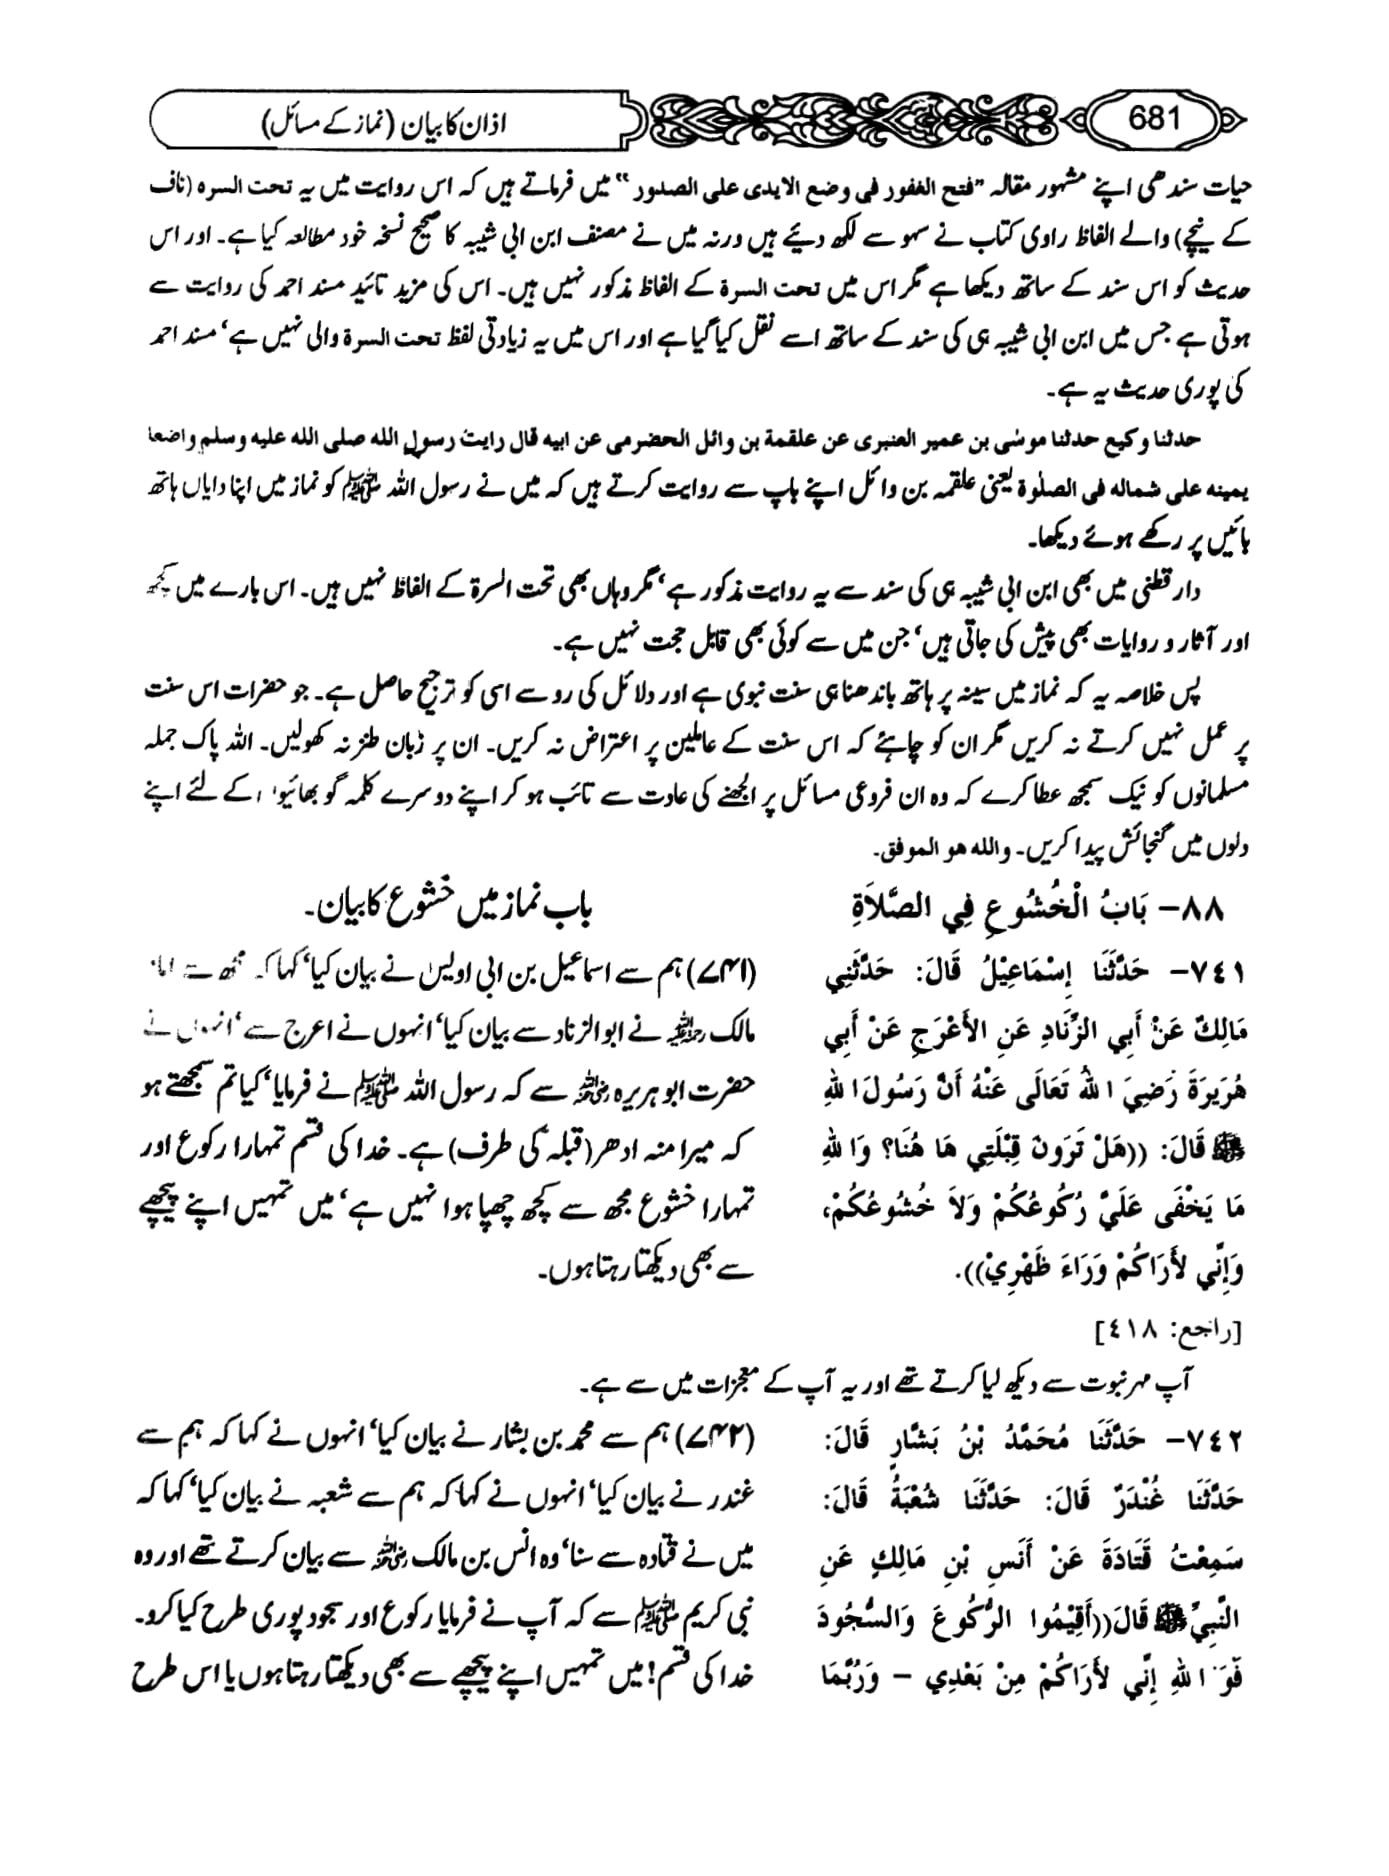 681
اذان کا بیان (نماز کے مسائل)
حیات سندھی اپنے مشہور مقالہ "فتح الغفور فی وضع الایدی علی الصدور" میں فرماتے ہیں کہ اس روایت میں یہ تحت السرہ (ناف
کے نیچے) والے الفاظ راوی کتاب نے سہو سے لکھ دیئے ہیں ورنہ میں نے مصنف ابن ابی شیبہ کا صحیح نسخہ خود مطالعہ کیا ہے۔ اور اس
حدیث کو اس سند کے ساتھ دیکھا ہے مگر اس میں تحت السرۃ کے الفاظ مذکور نہیں ہیں۔ اس کی مزید تائید مسند احمد کی روایت سے
ہوتی ہے جس میں ابن ابی شیبہ ہی کی سند کے ساتھ اسے نقل کیا گیا ہے اور اس میں یہ زیادتی لفظ تحت السرۃ والی نہیں ہے‘ مسند احمد
کی پوری حدیث یہ ہے۔
حدثنا وکیع حدثنا موسٰی بن عمیر العنبری عن علقمة بن وائل الحضرمی عن ابیه قال رایت رسول الله صلی الله علیه وسلم واضعا
یمینه علی شماله فی الصلوة یعنی علقمہ بن وائل اپنے باپ سے روایت کرتے ہیں کہ میں نے رسول اللہ ﷺ کو نماز میں اپنا دایاں ہاتھ
بائیں پر رکھے ہوئے دیکھا۔
دار قطنی میں بھی ابن ابی شیبہ ہی کی سند سے یہ روایت مذکور ہے‘ مگر وہاں بھی تحت السرۃ کے الفاظ نہیں ہیں۔ اس بارے میں کچھ
اور آثار و روایات بھی پیش کی جاتی ہیں‘ جن میں سے کوئی بھی قابل حجت نہیں ہے۔
پس خلاصہ یہ کہ نماز میں سینہ پر ہاتھ باندھنا ہی سنت نبوی ہے اور دلائل کی رو سے اسی کو ترجیح حاصل ہے۔ جو حضرات اس سنت
پر عمل نہیں کرتے نہ کریں مگر ان کو چاہئے کہ اس سنت کے عاملین پر اعتراض نہ کریں۔ ان پر زبان طنز نہ کھولیں۔ اللہ پاک جملہ
مسلمانوں کو نیک سمجھ عطا کرے کہ وہ ان فروعی مسائل پر الجھنے کی عادت سے تائب ہو کر اپنے دوسرے کلمہ گو بھائیوں کے لئے اپنے
دلوں میں گنجائش پیدا کریں۔ والله هو الموفق۔
٨٨- بَابُ الْخُشُوعِ فِي الصَّلاَةِ
باب نماز میں خشوع کا بیان۔
٧٤١- حَدَّثَنَا إِسْمَاعِيْلُ قَالَ: حَدَّثَنِي
مَالِكٌ عَنْ أَبِي الزِّنَادِ عَنِ الأَعْرَجِ عَنْ أَبِي
هُرَيرَةَ رَضِيَ اللهُ تَعَالَى عَنْهُ أَنَّ رَسُولَ اللهِ
ﷺ قَالَ: ((هَلْ تَرَونَ قِبْلَتِي هَا هُنَا؟ وَاللهِ
مَا يَخْفَى عَلَيَّ رُكُوعُكُمْ وَلاَ خُشُوعُكُمْ،
وَإِنِّي لأَرَاكُمْ وَرَاءَ ظَهْرِيْ)).
[راجع: ٤١٨]
(۷۴۱) ہم سے اسماعیل بن ابی اویس نے بیان کیا‘ کہا کہ مجھ سے امام
مالک رحمہ اللہ نے ابوالزناد سے بیان کیا‘ انہوں نے اعرج سے‘ انہوں نے
حضرت ابوہریرہ رضی اللہ عنہ سے کہ رسول اللہ ﷺ نے فرمایا‘ کیا تم سمجھتے ہو
کہ میرا منہ ادھر (قبلہ کی طرف) ہے۔ خدا کی قسم تمہارا رکوع اور
تمہارا خشوع مجھ سے کچھ چھپا ہوا نہیں ہے‘ میں تمہیں اپنے پیچھے
سے بھی دیکھتا رہتا ہوں۔
آپ مہر نبوت سے دیکھ لیا کرتے تھے اور یہ آپ کے معجزات میں سے ہے۔
٧٤٢- حَدَّثَنَا مُحَمَّدُ بْنُ بَشَّارٍ قَالَ:
حَدَّثَنَا غُنْدَرٌ قَالَ: حَدَّثَنَا شُعْبَةُ قَالَ:
سَمِعْتُ قَتَادَةَ عَنْ أَنَسِ بْنِ مَالِكٍ عَنِ
النَّبِيِّ ﷺ قَالَ ((أَقِيْمُوا الرُّكُوعَ وَالسُّجُودَ
فَوَاللهِ إِنِّي لأَرَاكُمْ مِنْ بَعْدِي – وَرُبَّمَا
(۷۴۲) ہم سے محمد بن بشار نے بیان کیا‘ انہوں نے کہا کہ ہم سے
غندر نے بیان کیا‘ انہوں نے کہا کہ ہم سے شعبہ نے بیان کیا‘ کہا کہ
میں نے قتادہ سے سنا‘ وہ انس بن مالک رضی اللہ عنہ سے بیان کرتے تھے اور وہ
نبی کریم ﷺ سے کہ آپ نے فرمایا رکوع اور سجود پوری طرح کیا کرو۔
خدا کی قسم! میں تمہیں اپنے پیچھے سے بھی دیکھتا رہتا ہوں یا اس طرح